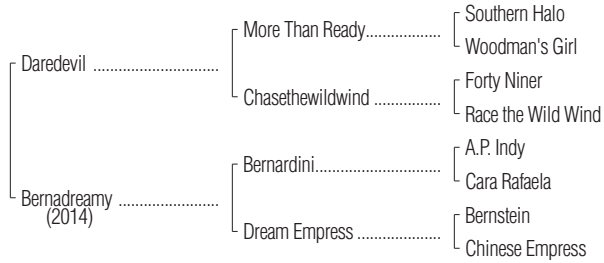 Southern Halo
More Than Ready..................
Woodman's Girl
Daredevil ..............................
Forty Niner
Chasethewildwind ................
Race the Wild Wind
A.P. Indy
Bernardini..............................
Cara Rafaela
Bernadreamy ........................
(2014)
Bernstein
Dream Empress .....................
Chinese Empress